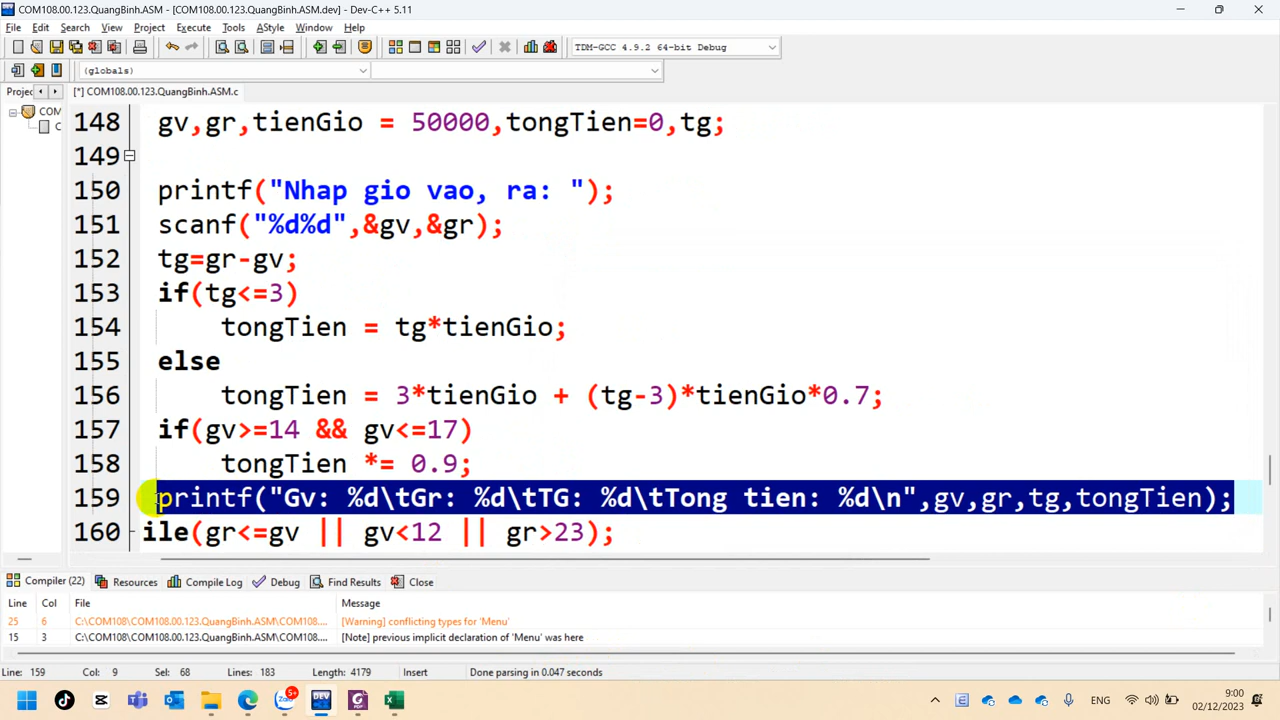 COM108.00.123.QuangBinh.ASM - [COM108.00.123.QuangBinh.ASM.dev] - Dev-C++ 5.11
File Edit Search View Project Execute Tools AStyle Window Help
TDM-GCC 4.9.2 64-bit Debug
(globals)
Projec [*] COM108.00.123.QuangBinh.ASM.c
COM
C
148 gv,gr,tienGio = 50000,tongTien=0,tg;
149
150 printf("Nhap gio vao, ra: ");
151 scanf("%d%d",&gv,&gr);
152 tg=gr-gv;
153 if(tg<=3)
154 tongTien = tg*tienGio;
155 else
156 tongTien = 3*tienGio + (tg-3)*tienGio*0.7;
157 if(gv>=14 && gv<=17)
158 tongTien *= 0.9;
159 printf("Gv: %d\tGr: %d\tTG: %d\tTong tien: %d\n",gv,gr,tg,tongTien);
160 ile(gr<=gv || gv<12 || gr>23);
Compiler (22) Resources Compile Log Debug Find Results Close
Line Col File Message
25 6 C:\COM108\COM108.00.123.QuangBinh.ASM\COM108.... [Warning] conflicting types for 'Menu'
15 3 C:\COM108\COM108.00.123.QuangBinh.ASM\COM108.... [Note] previous implicit declaration of 'Menu' was here
Line: 159 Col: 9 Sel: 68 Lines: 183 Length: 4179 Insert Done parsing in 0.047 seconds
Zalo 5+ DEV PDF ENG 9:00
02/12/2023